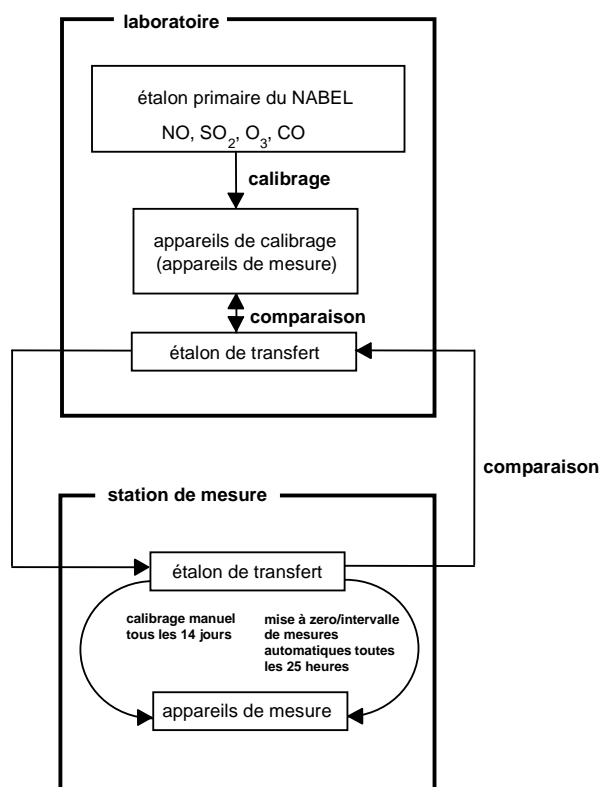 laboratoire
étalon primaire du NABEL
NO, SO2, O3, CO
calibrage
appareils de calibrage
(appareils de mesure)
comparaison
étalon de transfert
comparaison
station de mesure
étalon de transfert
calibrage manuel
tous les 14 jours
mise à zero/intervalle
de mesures
automatiques toutes
les 25 heures
appareils de mesure